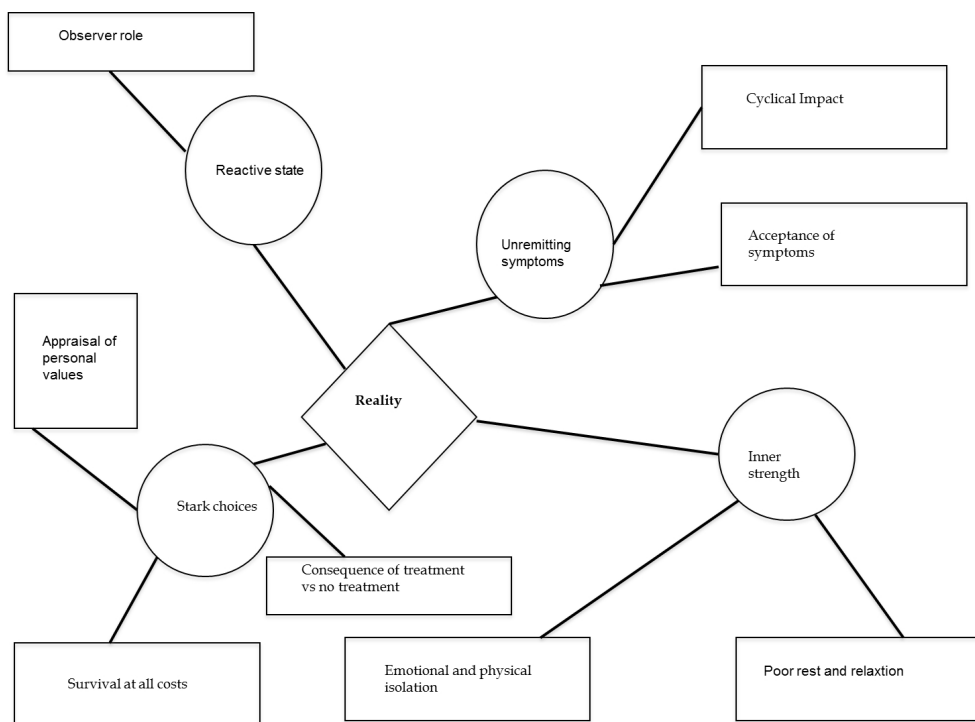 Observer role
Cyclical Impact
Reactive state
Unremitting
symptoms
Acceptance of
symptoms
Appraisal of
personal
values
Reality
Inner
strength
Stark choices
Consequence of treatment
vs no treatment
Survival at all costs
Emotional and physical
isolation
Poor rest and relaxtion